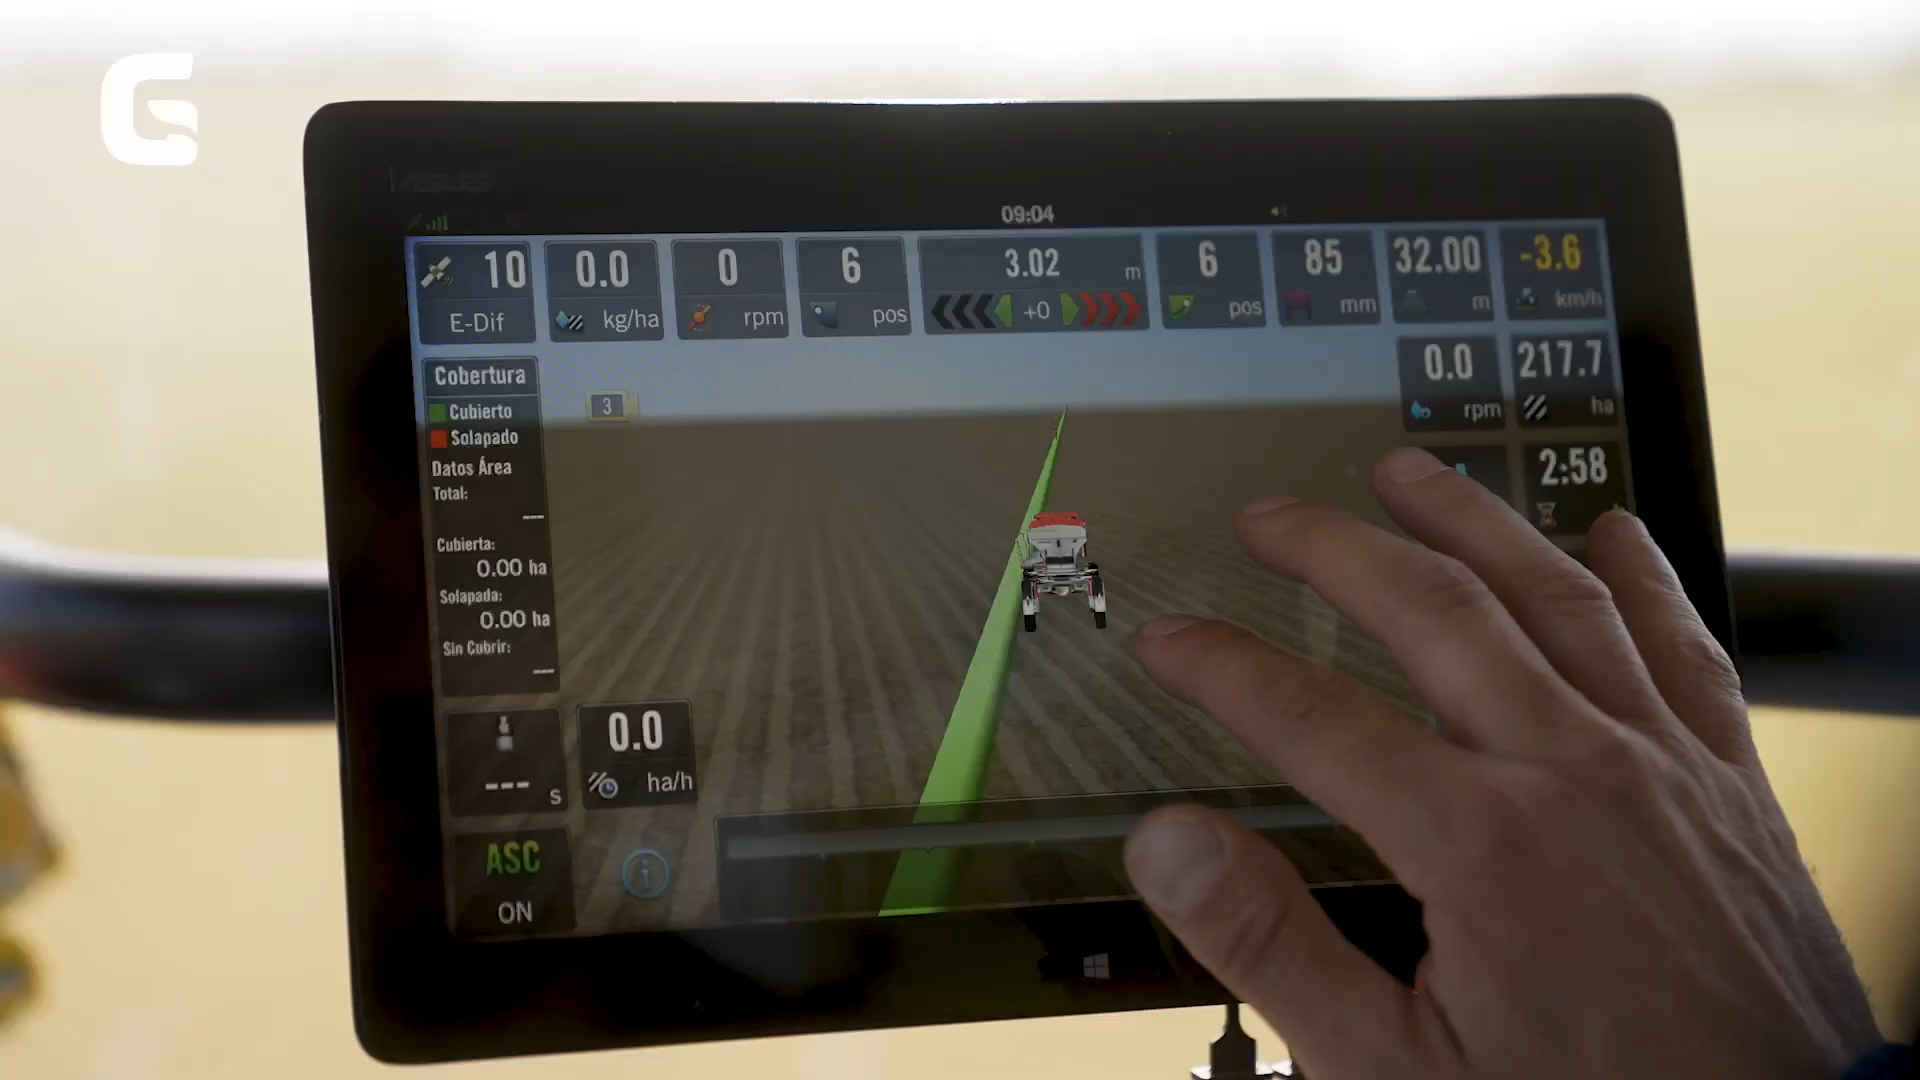 ASUS
09:04
10
E-Dif
0.0
kg/ha
0
rpm
6
pos
3.02
m
+0
6
pos
85
mm
32.00
m
-3.6
km/h
0.0
rpm
217.7
ha
2:58
Cobertura
Cubierto
Solapado
Datos Área
Total:
---
Cubierta:
0.00 ha
Solapada:
0.00 ha
Sin Cubrir:
---
3
---
s
0.0
ha/h
ASC
ON
i